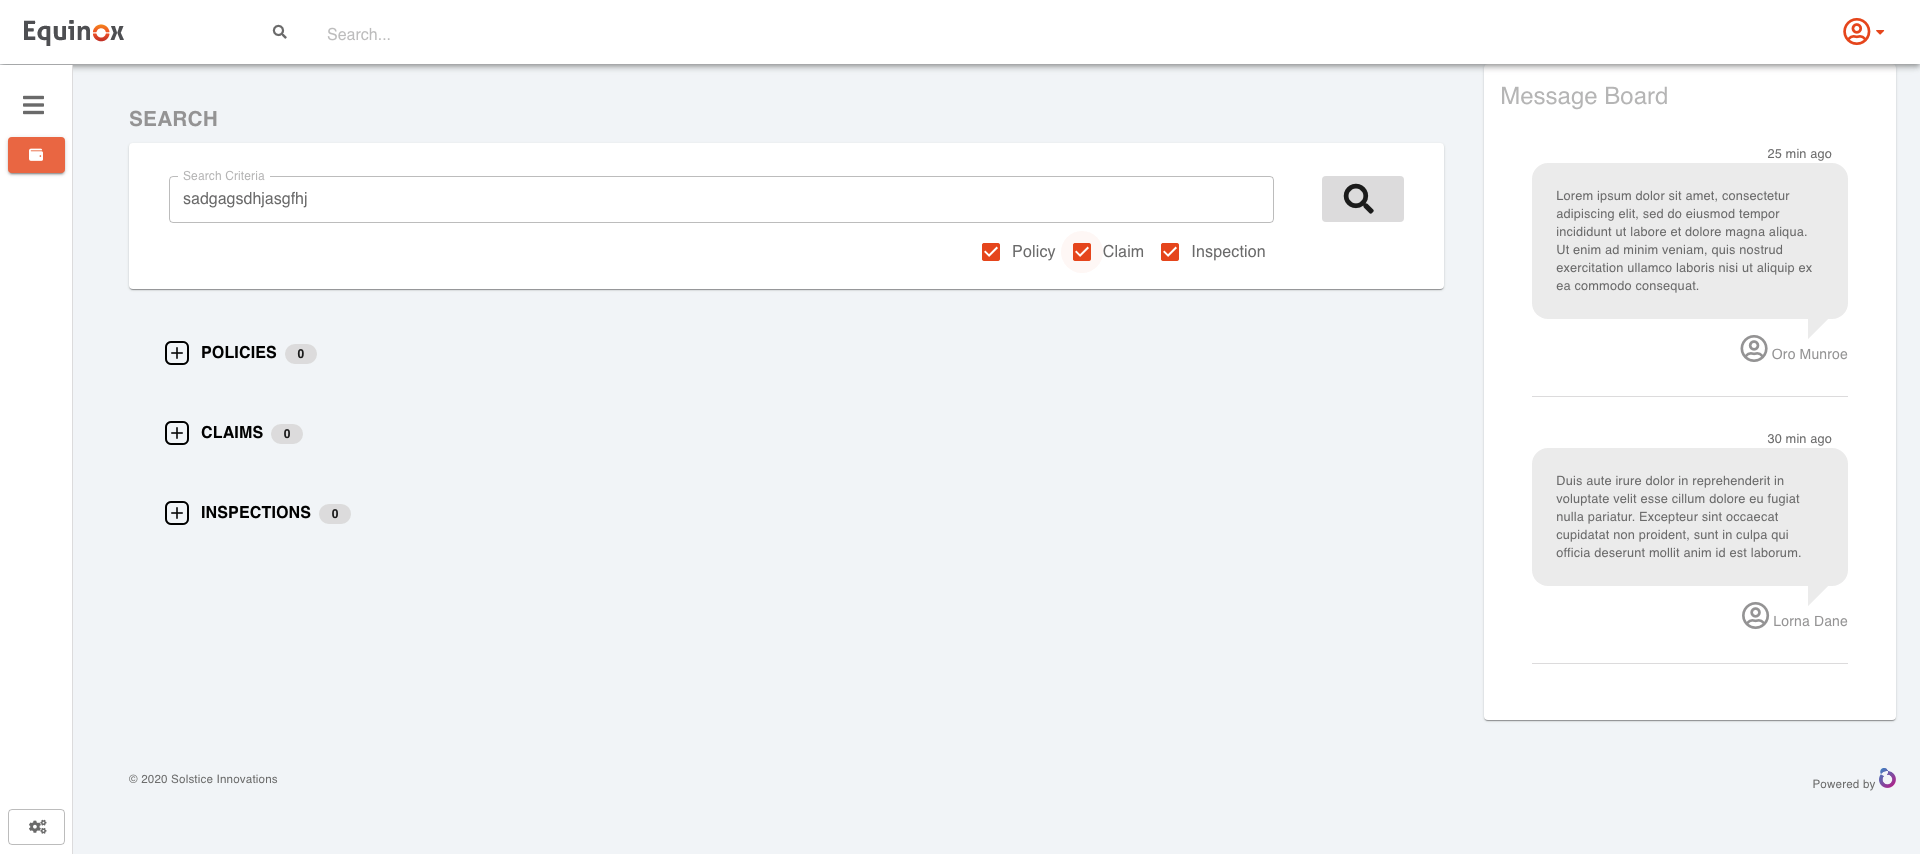 Equinox
Search...
SEARCH
Search Criteria
sadgagsdhjasgfhj
Policy
Claim
Inspection
POLICIES 0
CLAIMS 0
INSPECTIONS 0
Message Board
25 min ago
Lorem ipsum dolor sit amet, consectetur
adipiscing elit, sed do eiusmod tempor
incididunt ut labore et dolore magna aliqua.
Ut enim ad minim veniam, quis nostrud
exercitation ullamco laboris nisi ut aliquip ex
ea commodo consequat.
Oro Munroe
30 min ago
Duis aute irure dolor in reprehenderit in
voluptate velit esse cillum dolore eu fugiat
nulla pariatur. Excepteur sint occaecat
cupidatat non proident, sunt in culpa qui
officia deserunt mollit anim id est laborum.
Lorna Dane
© 2020 Solstice Innovations
Powered by